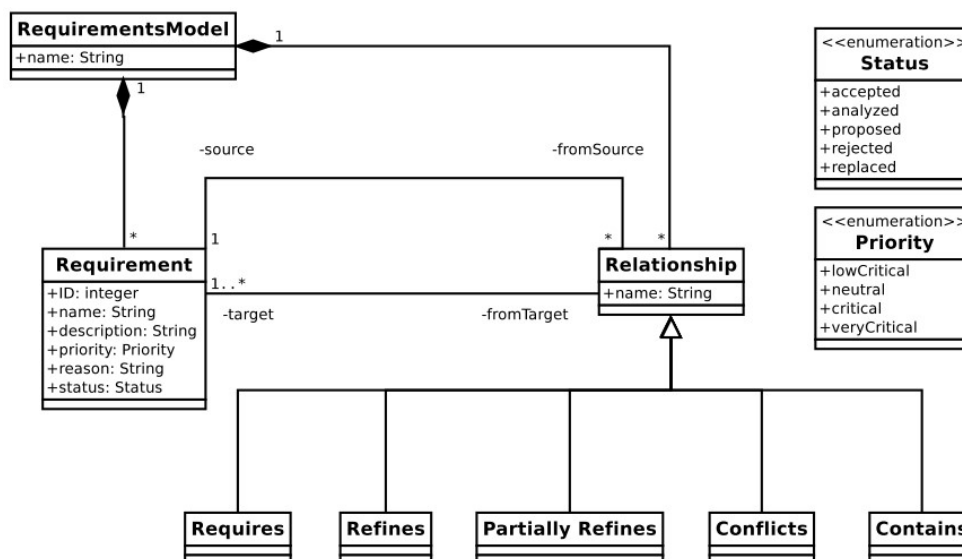 RequirementsModel
+name: String
1
1
-source
-fromSource
*
1
*
*
Requirement
+ID: integer
+name: String
+description: String
+priority: Priority
+reason: String
+status: Status
1..*
-target
-fromTarget
Relationship
+name: String
<<enumeration>>
Status
+accepted
+analyzed
+proposed
+rejected
+replaced
<<enumeration>>
Priority
+lowCritical
+neutral
+critical
+veryCritical
Requires
Refines
Partially Refines
Conflicts
Contains